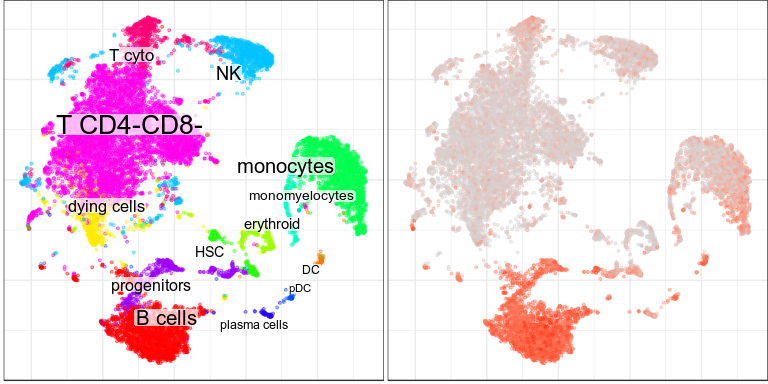 T cyto
NK
T CD4-CD8-
monocytes
monomyelocytes
dying cells
erythroid
HSC
DC
progenitors
pDC
B cells
plasma cells